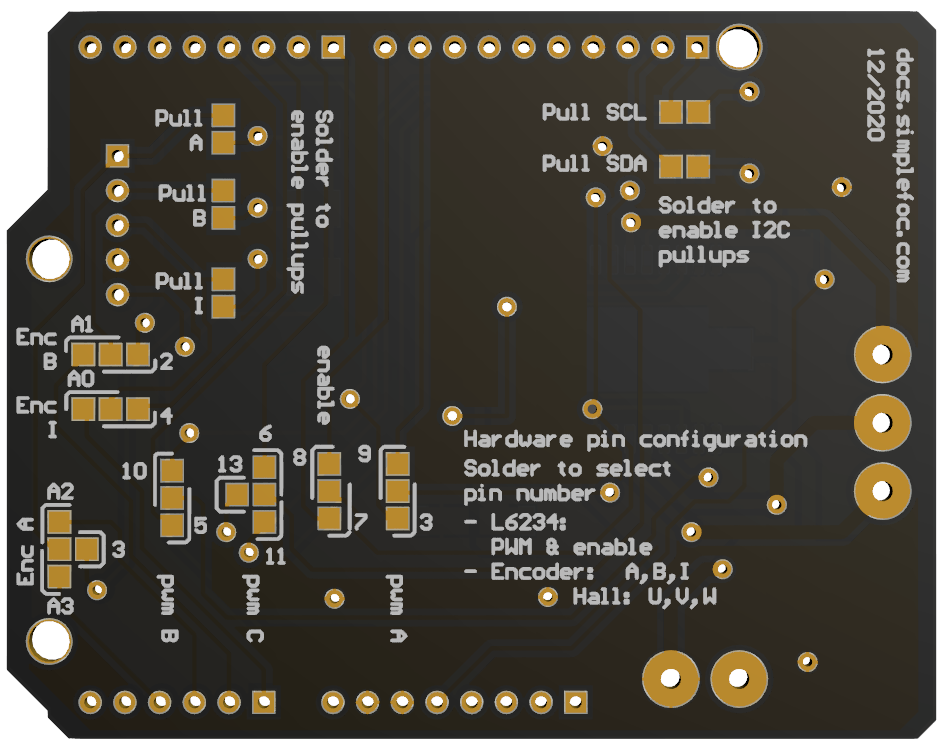 docs.simplefoc.com
12/2020
Pull
A
Pull
B
Pull
I
Solder to
enable pullups
Pull SCL
Pull SDA
Solder to
enable I2C
pullups
A1
Enc
B
2
A0
Enc
I
4
A2
Enc A
3
A3
10
5
pwm B
6
13
11
pwm C
enable
8
7
9
3
pwm A
Hardware pin configuration
Solder to select
pin number
- L6234:
PWM & enable
- Encoder: A,B,I
Hall: U,V,W